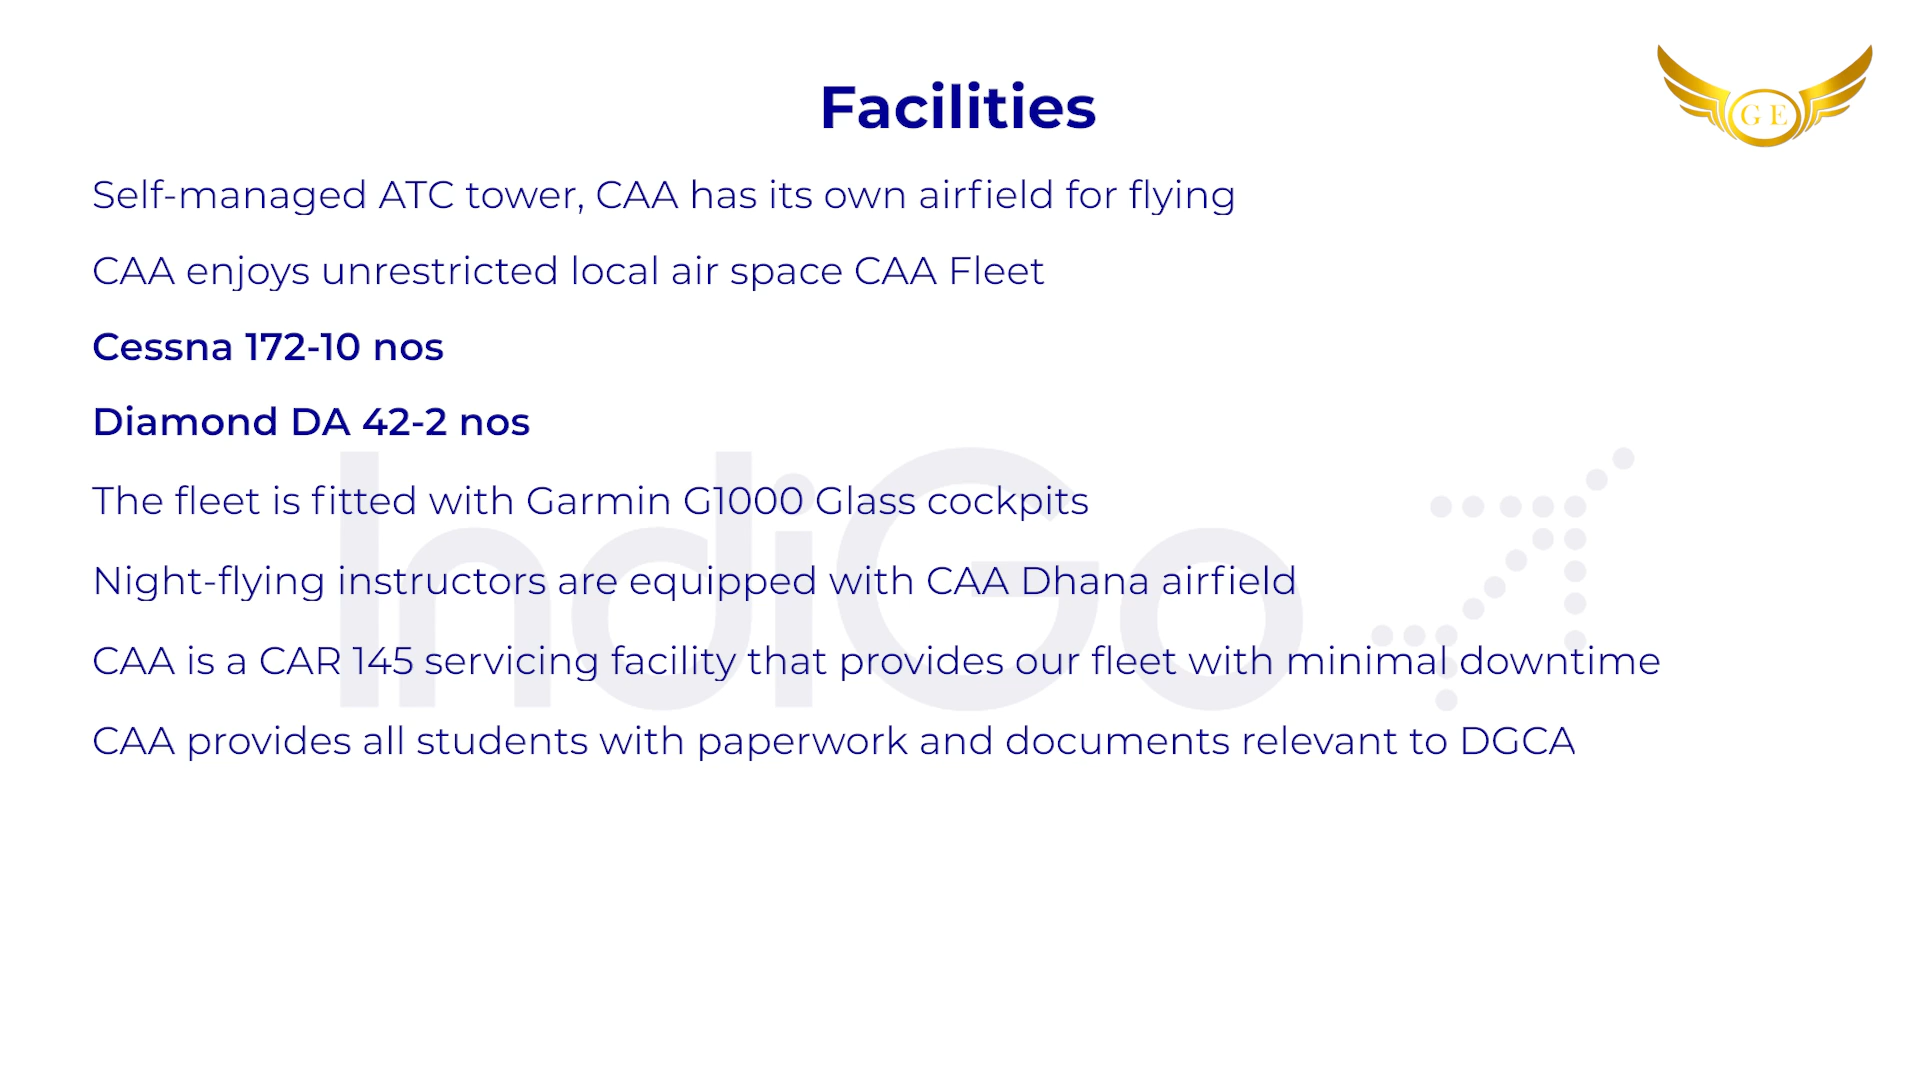 Facilities
G E
Self-managed ATC tower, CAA has its own airfield for flying
CAA enjoys unrestricted local air space CAA Fleet
Cessna 172-10 nos
Diamond DA 42-2 nos
The fleet is fitted with Garmin G1000 Glass cockpits
Night-flying instructors are equipped with CAA Dhana airfield
CAA is a CAR 145 servicing facility that provides our fleet with minimal downtime
CAA provides all students with paperwork and documents relevant to DGCA
IndiGo